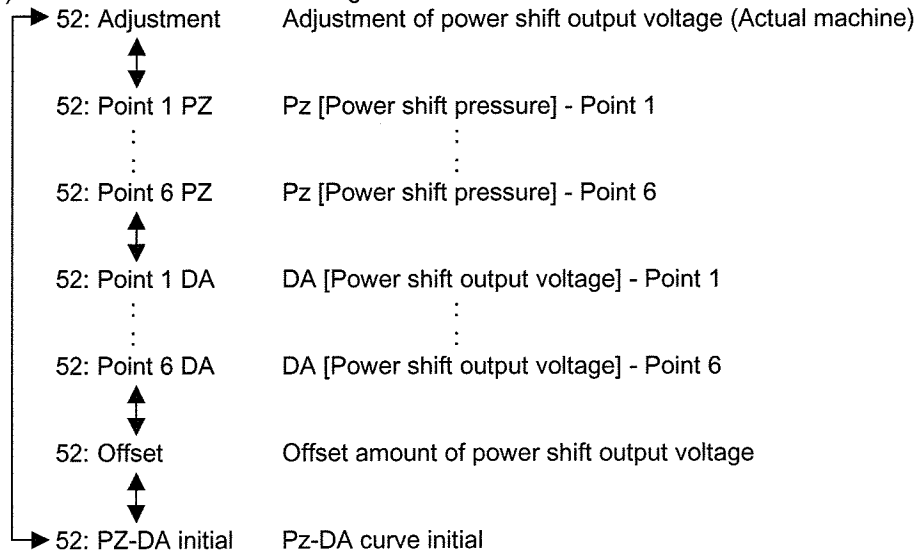 52: Adjustment Adjustment of power shift output voltage (Actual machine)
52: Point 1 PZ Pz [Power shift pressure] - Point 1
52: Point 6 PZ Pz [Power shift pressure] - Point 6
52: Point 1 DA DA [Power shift output voltage] - Point 1
52: Point 6 DA DA [Power shift output voltage] - Point 6
52: Offset Offset amount of power shift output voltage
52: PZ-DA initial Pz-DA curve initial